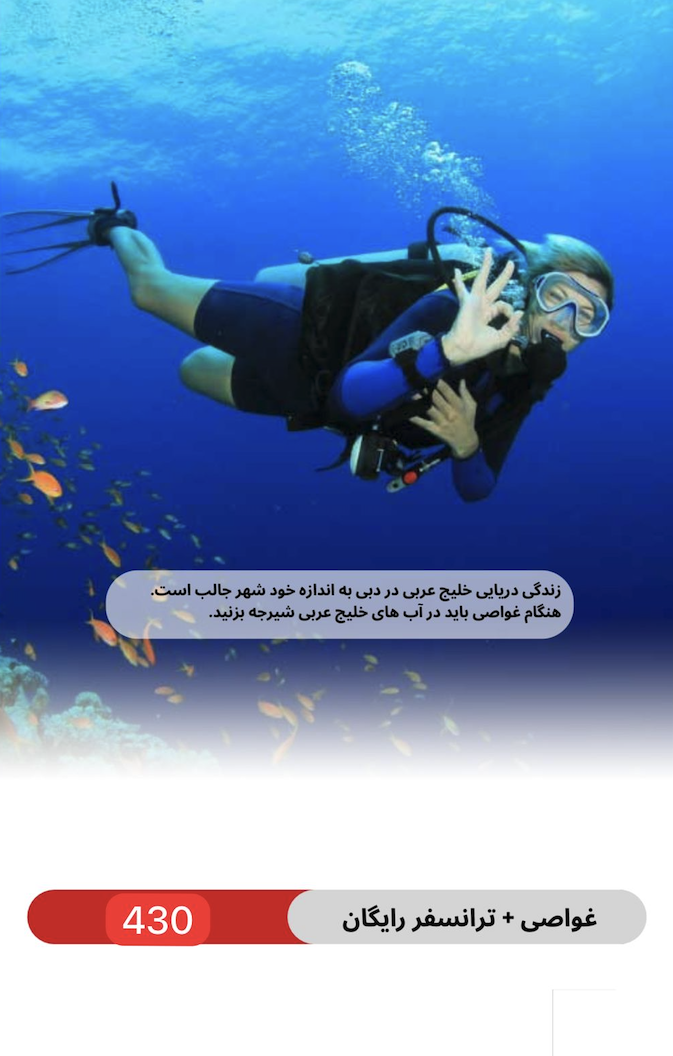 زندگی دریایی خلیج عربی در دبی به اندازه خود شهر جالب است.
هنگام غواصی باید در آب های خلیج عربی شیرجه بزنید.
غواصی + ترانسفر رایگان
430